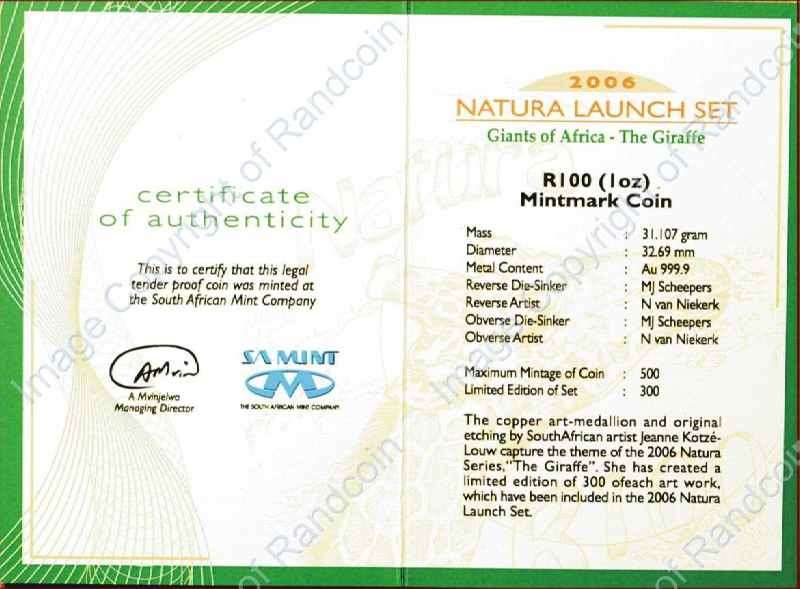 certificate
of authenticity
This is to certify that this legal
tender proof coin was minted at
the South African Mint Company
A Mvinjelwa
Managing Director
SA MINT
THE SOUTH AFRICAN MINT COMPANY
2006
NATURA LAUNCH SET
Giants of Africa - The Giraffe
R100 (1oz)
Mintmark Coin
Mass : 31.107 gram
Diameter : 32.69 mm
Metal Content : Au 999.9
Reverse Die-Sinker : MJ Scheepers
Reverse Artist : N van Niekerk
Obverse Die-Sinker : MJ Scheepers
Obverse Artist : N van Niekerk
Maximum Mintage of Coin : 500
Limited Edition of Set : 300
The copper art-medallion and original
etching by SouthAfrican artist Jeanne Kotzé-
Louw capture the theme of the 2006 Natura
Series,"The Giraffe". She has created a
limited edition of 300 ofeach art work,
which have been included in the 2006 Natura
Launch Set.
Natura
Image Copyright of Randcoin
Image Copyright of Randcoin
of Randcoin
of Randcoin